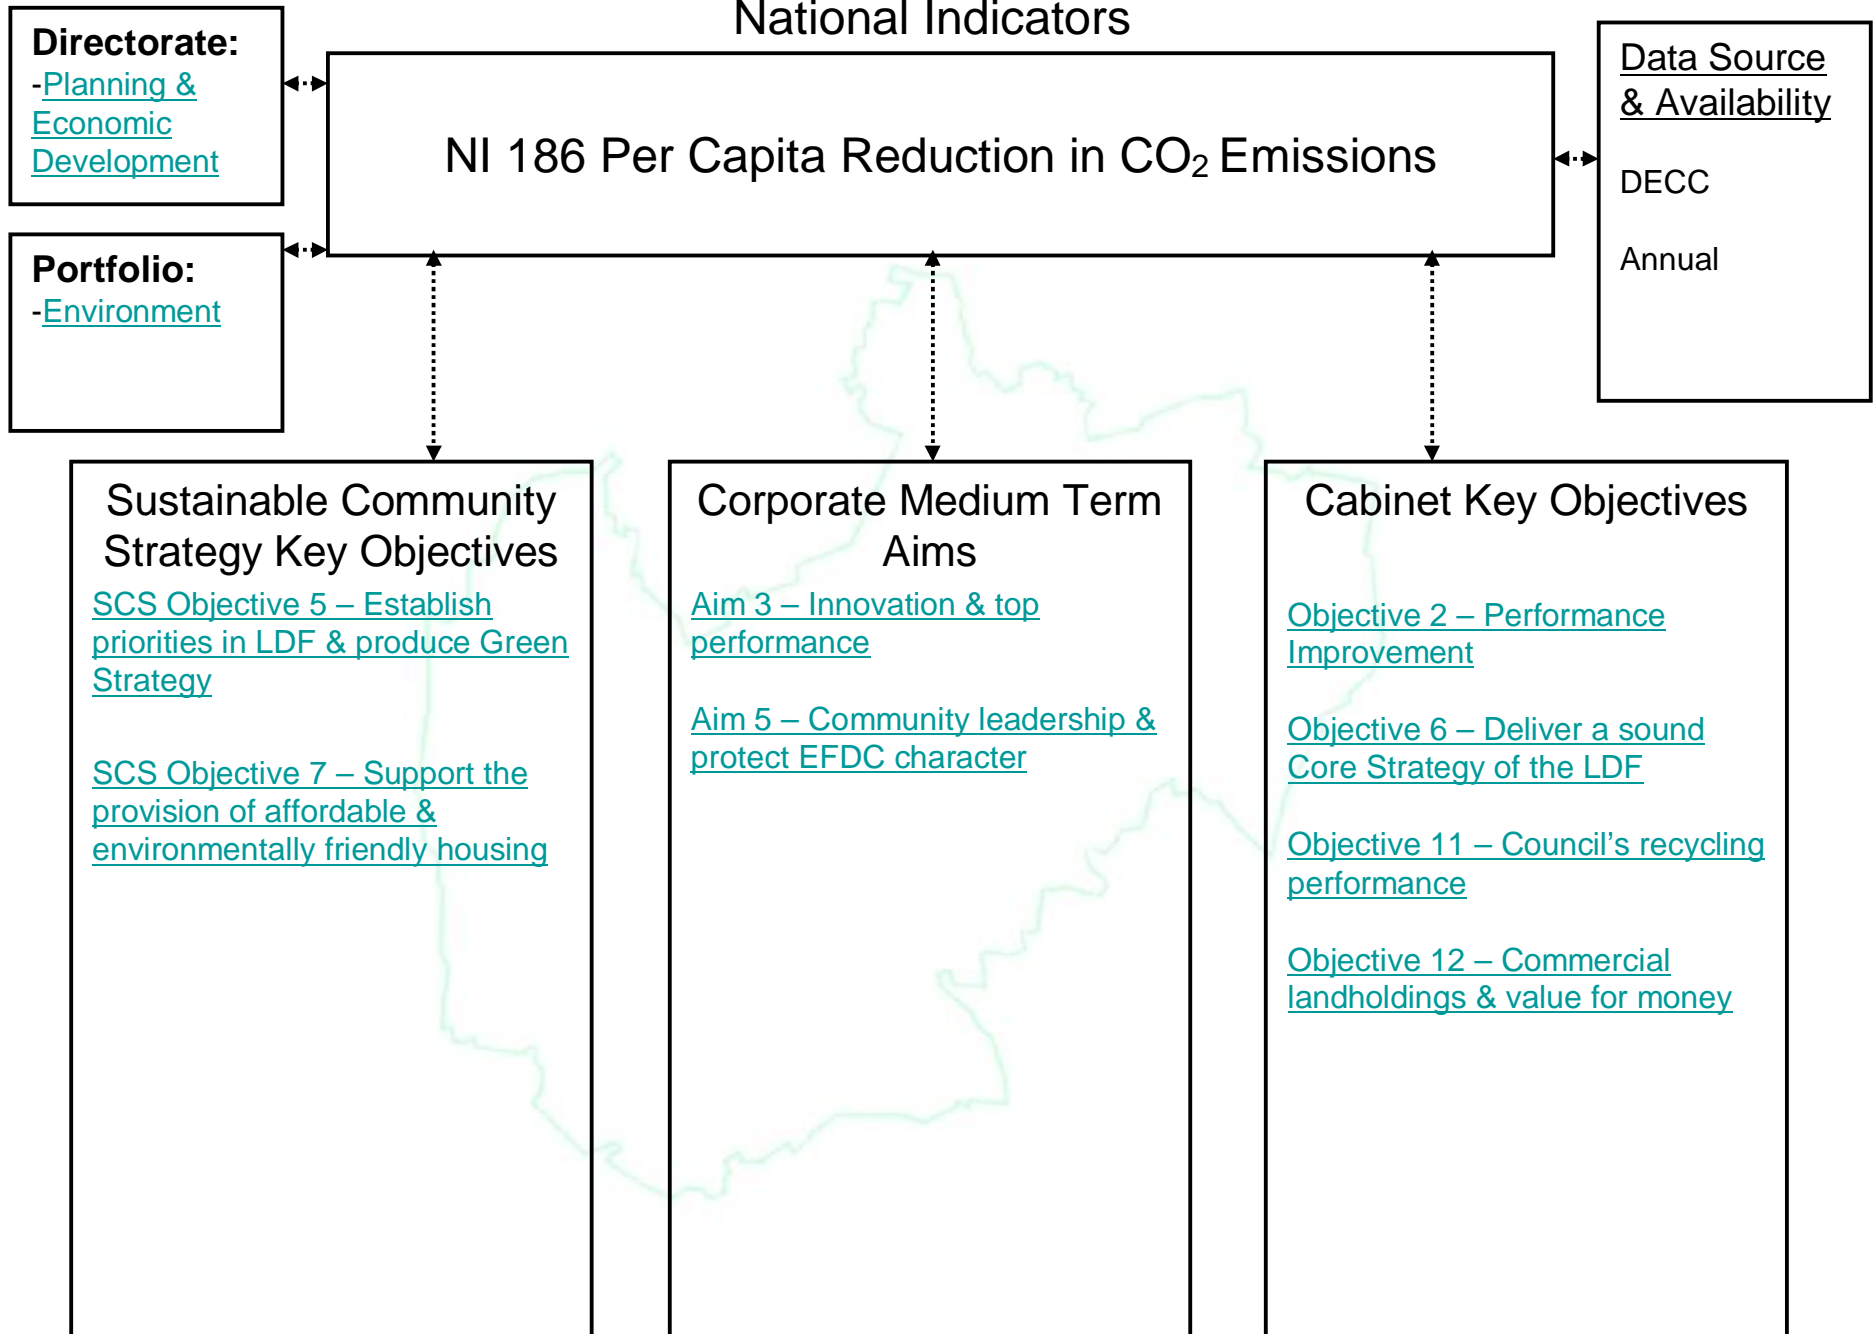 National Indicators
Directorate:
-Planning &
Economic
Development
NI 186 Per Capita Reduction in CO₂ Emissions
Data Source
& Availability
DECC
Annual
Portfolio:
-Environment
Sustainable Community
Strategy Key Objectives
SCS Objective 5 – Establish
priorities in LDF & produce Green
Strategy
SCS Objective 7 – Support the
provision of affordable &
environmentally friendly housing
Corporate Medium Term
Aims
Aim 3 – Innovation & top
performance
Aim 5 – Community leadership &
protect EFDC character
Cabinet Key Objectives
Objective 2 – Performance
Improvement
Objective 6 – Deliver a sound
Core Strategy of the LDF
Objective 11 – Council’s recycling
performance
Objective 12 – Commercial
landholdings & value for money